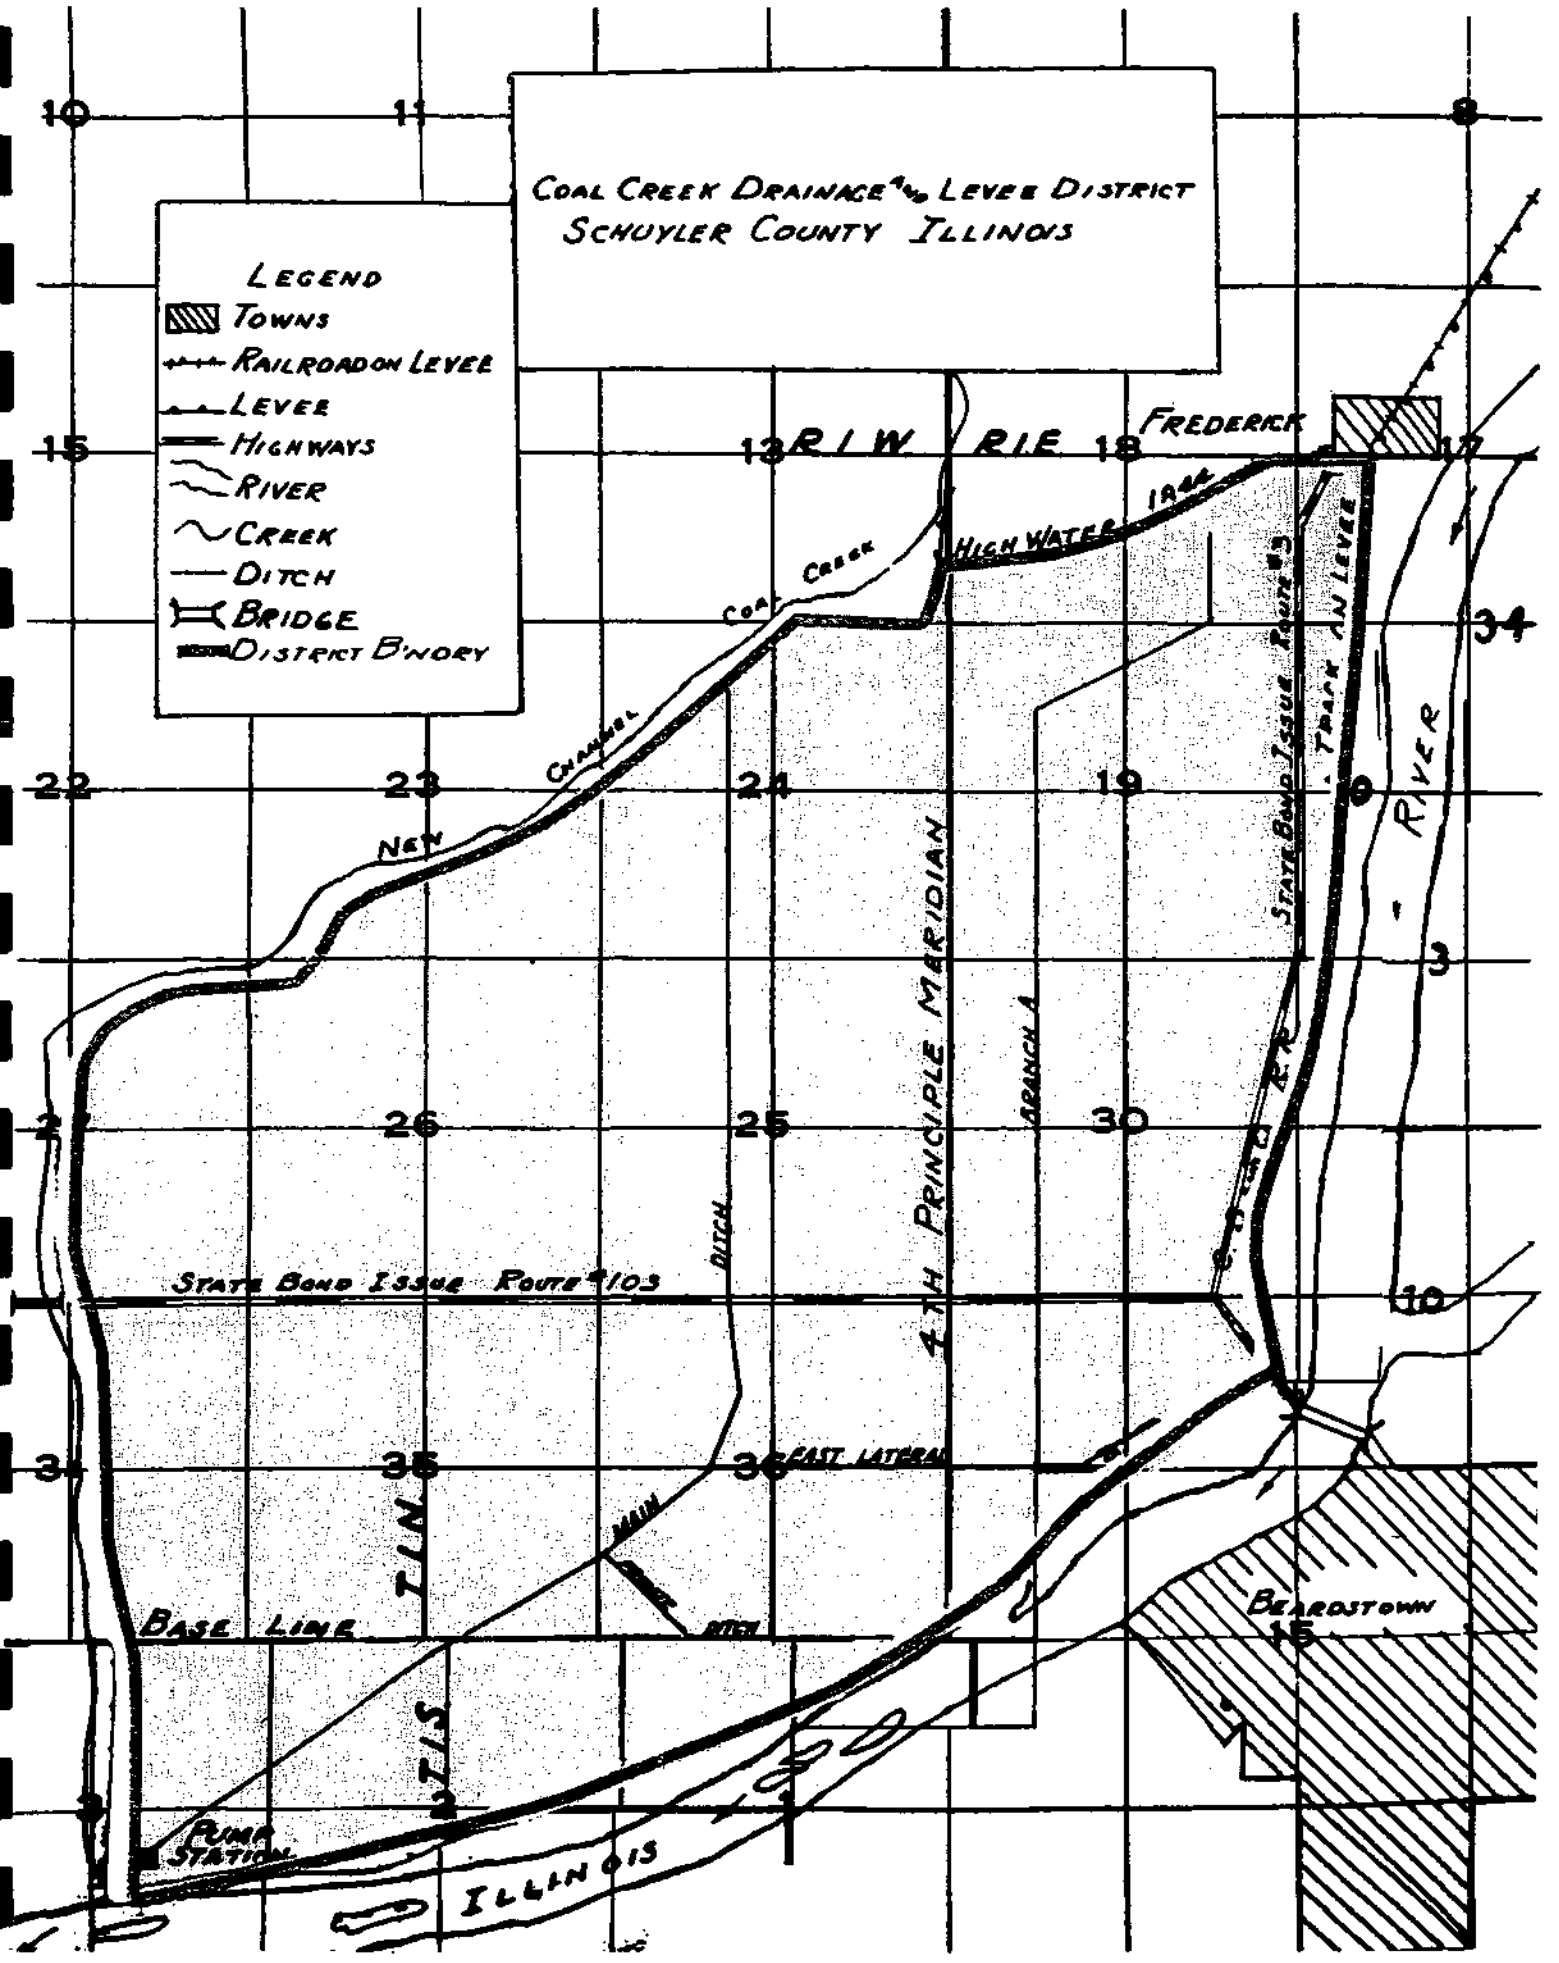 10
11
8
COAL CREEK DRAINAGE AND LEVEE DISTRICT
SCHUYLER COUNTY ILLINOIS
LEGEND
TOWNS
RAILROAD ON LEVEE
LEVEE
HIGHWAYS
RIVER
CREEK
DITCH
BRIDGE
DISTRICT B'NDRY
15
13
R 1 W
R 1 E
18
FREDERICK
17
HIGH WATER
COAL CREEK
34
STATE BOND ISSUE ROUTE #3
TRACK ON LEVEE
RIVER
NEW CHANNEL
22
23
24
19
3
4TH PRINCIPLE MERIDIAN
BRANCH A
26
25
30
R.R.
DITCH
STATE BOND ISSUE ROUTE #103
10
35
36
EAST LATERAL
MAIN
T 1 N
BEARDSTOWN
15
BASE LINE
DITCH
T 1 S
2
1
PUMP
STATION
ILLINOIS